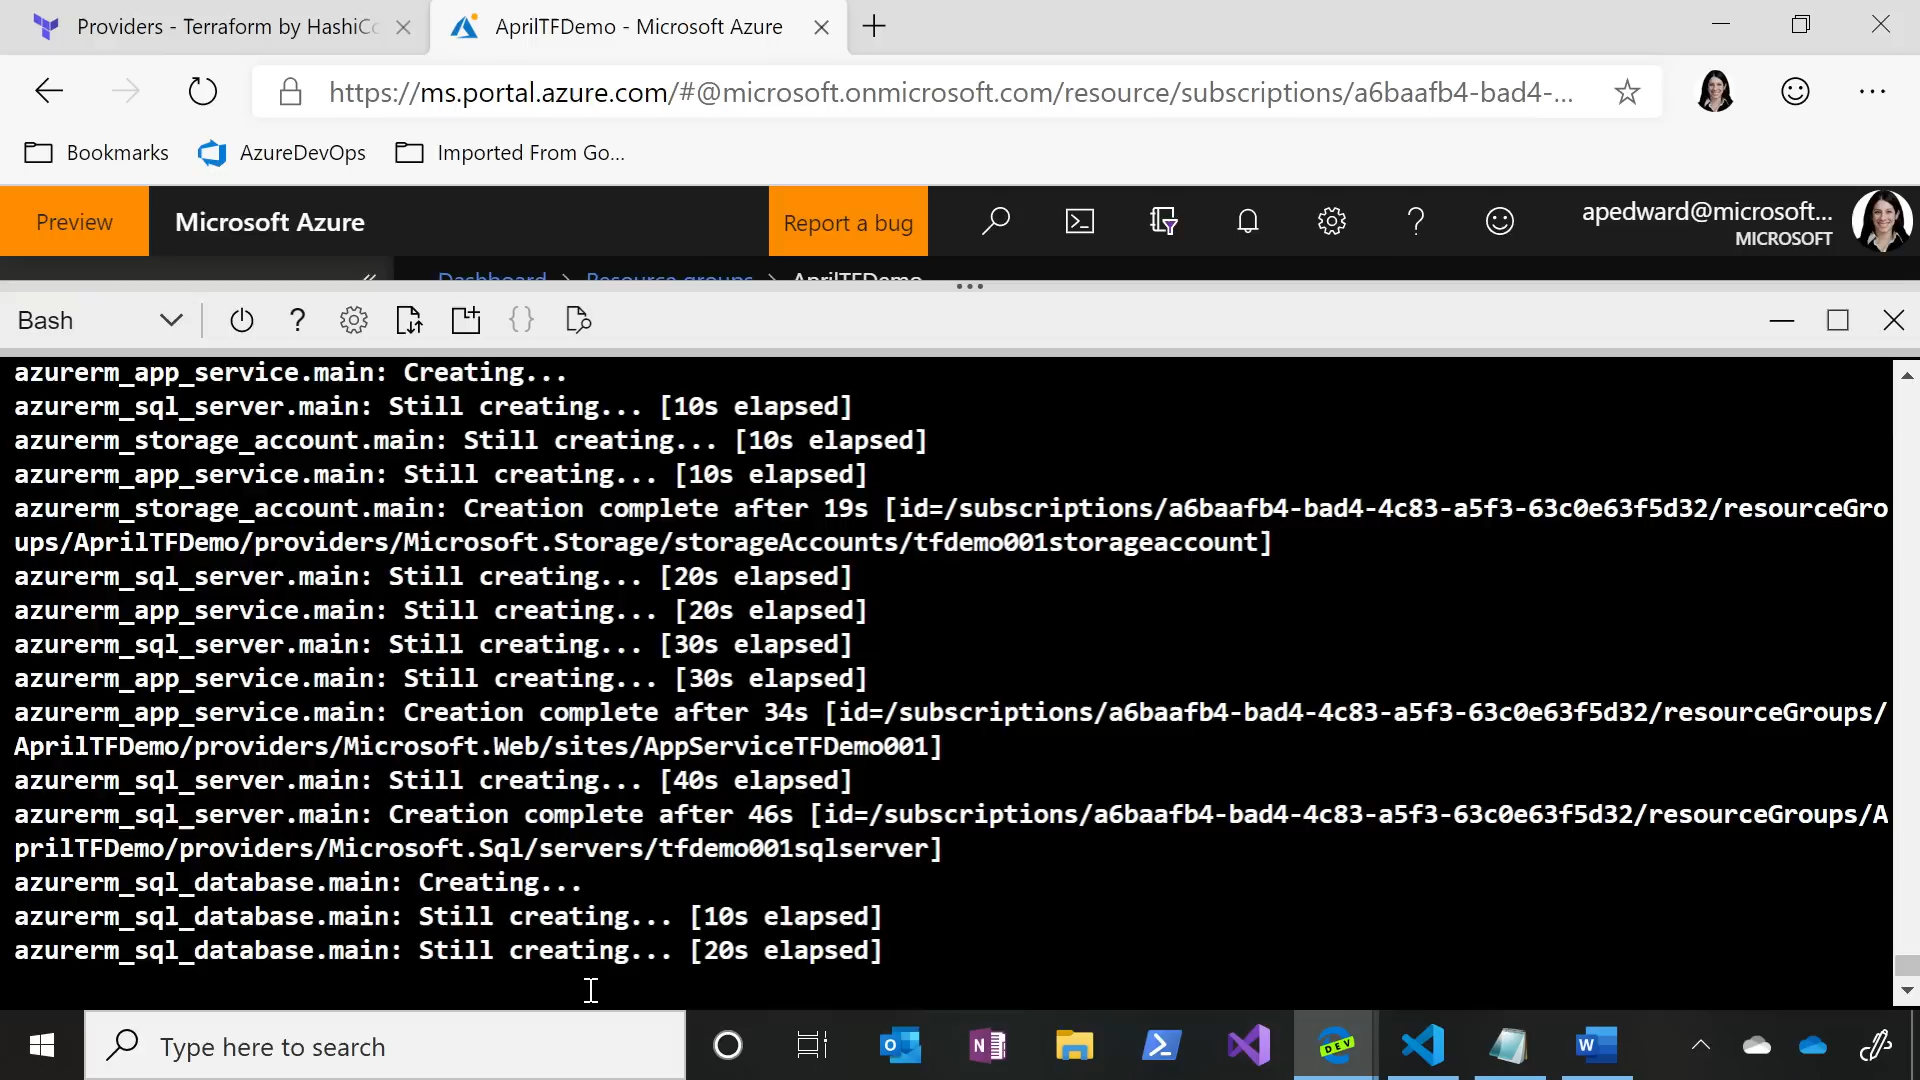 Providers - Terraform by HashiCo
AprilTFDemo - Microsoft Azure
https://ms.portal.azure.com/#@microsoft.onmicrosoft.com/resource/subscriptions/a6baafb4-bad4-...
Bookmarks
AzureDevOps
Imported From Go...
Preview
Microsoft Azure
Report a bug
apedward@microsoft...
MICROSOFT
Dashboard > Resource groups > AprilTFDemo
Bash
azurerm_app_service.main: Creating...
azurerm_sql_server.main: Still creating... [10s elapsed]
azurerm_storage_account.main: Still creating... [10s elapsed]
azurerm_app_service.main: Still creating... [10s elapsed]
azurerm_storage_account.main: Creation complete after 19s [id=/subscriptions/a6baafb4-bad4-4c83-a5f3-63c0e63f5d32/resourceGro
ups/AprilTFDemo/providers/Microsoft.Storage/storageAccounts/tfdemo001storageaccount]
azurerm_sql_server.main: Still creating... [20s elapsed]
azurerm_app_service.main: Still creating... [20s elapsed]
azurerm_sql_server.main: Still creating... [30s elapsed]
azurerm_app_service.main: Still creating... [30s elapsed]
azurerm_app_service.main: Creation complete after 34s [id=/subscriptions/a6baafb4-bad4-4c83-a5f3-63c0e63f5d32/resourceGroups/
AprilTFDemo/providers/Microsoft.Web/sites/AppServiceTFDemo001]
azurerm_sql_server.main: Still creating... [40s elapsed]
azurerm_sql_server.main: Creation complete after 46s [id=/subscriptions/a6baafb4-bad4-4c83-a5f3-63c0e63f5d32/resourceGroups/A
prilTFDemo/providers/Microsoft.Sql/servers/tfdemo001sqlserver]
azurerm_sql_database.main: Creating...
azurerm_sql_database.main: Still creating... [10s elapsed]
azurerm_sql_database.main: Still creating... [20s elapsed]
Type here to search
DEV